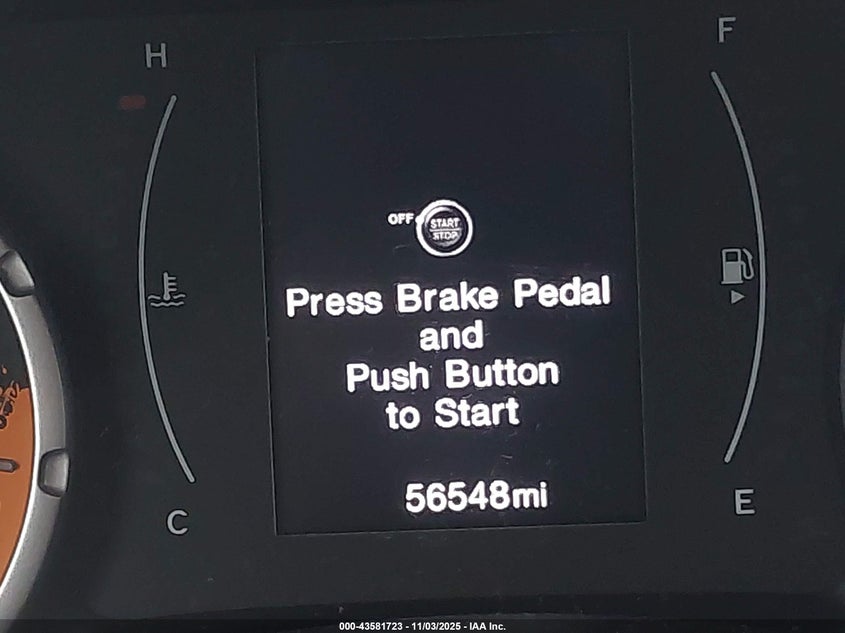 H
F
OFF
START
STOP
Press Brake Pedal
and
Push Button
to Start
56548mi
C
E
000-43581723 - 11/03/2025 - IAA Inc.